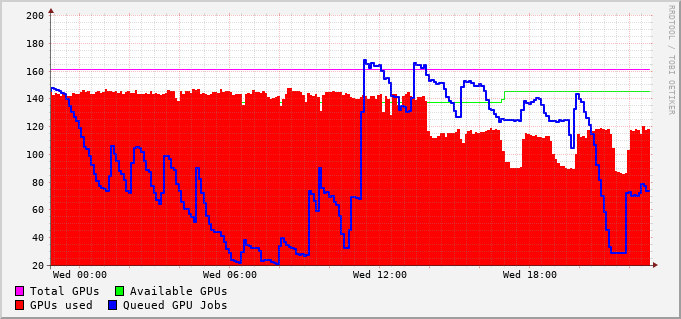 200
180
160
140
120
100
80
60
40
20
Wed 00:00 Wed 06:00 Wed 12:00 Wed 18:00
Total GPUs Available GPUs
GPUs used Queued GPU Jobs
RRDTOOL / TOBI OETIKER